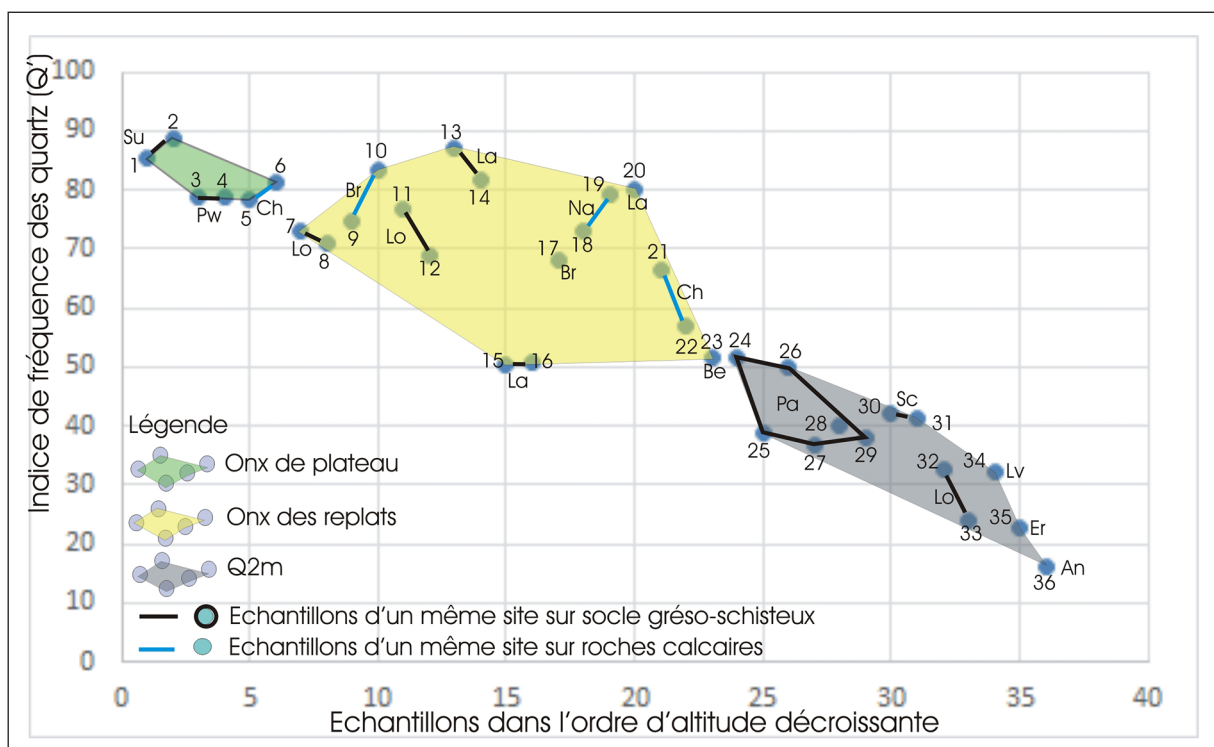 Indice de fréquence des quartz (Q')
100
90
80
70
60
50
40
30
20
10
0
0 5 10 15 20 25 30 35 40
Echantillons dans l'ordre d'altitude décroissante
Su
1
2
3
4
Pw
5
Ch
6
7
Lo
8
Br
9
10
11
Lo
12
13
La
14
15
16
La
17
Br
18
Na
19
20
La
21
Ch
22
23
Be
24
25
26
Pa
27
28
29
30
Sc
31
32
Lo
33
34
Lv
35
Er
36
An
Légende
Onx de plateau
Onx des replats
Q2m
Echantillons d'un même site sur socle gréso-schisteux
Echantillons d'un même site sur roches calcaires